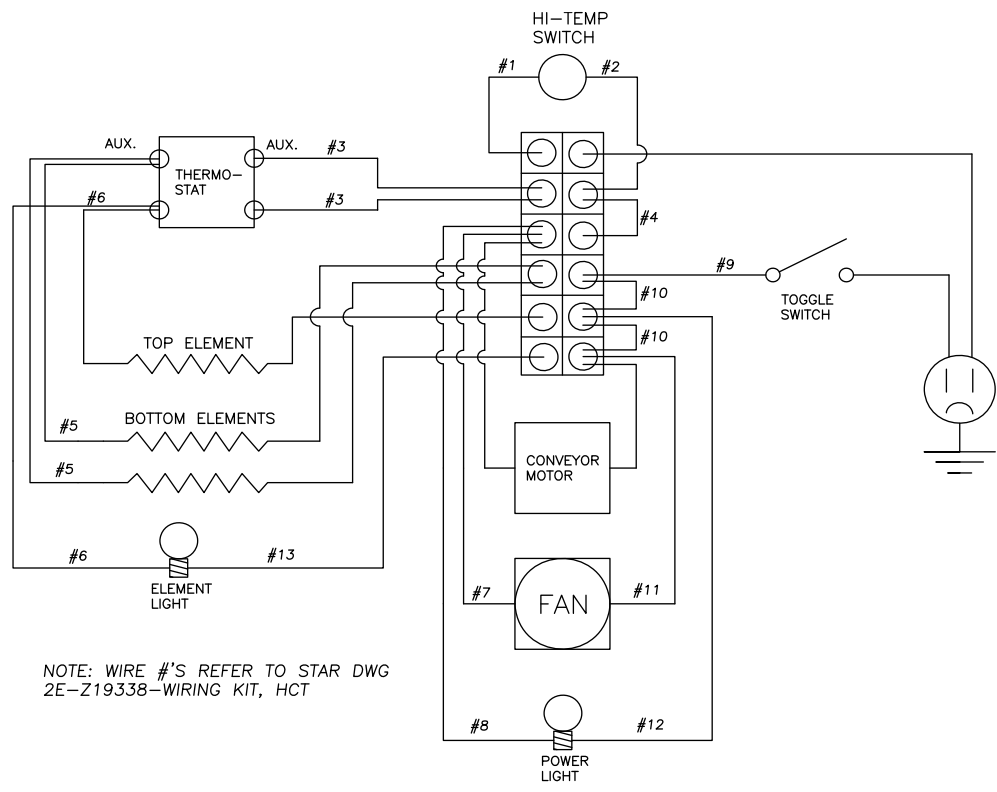 HI-TEMP
SWITCH
#1
#2
AUX.
AUX.
#3
THERMO-
STAT
#6
#3
#4
#9
#10
TOGGLE
SWITCH
#10
TOP ELEMENT
BOTTOM ELEMENTS
#5
#5
CONVEYOR
MOTOR
#6
#13
ELEMENT
LIGHT
#7
FAN
#11
NOTE: WIRE #'S REFER TO STAR DWG
2E-Z19338-WIRING KIT, HCT
#8
#12
POWER
LIGHT